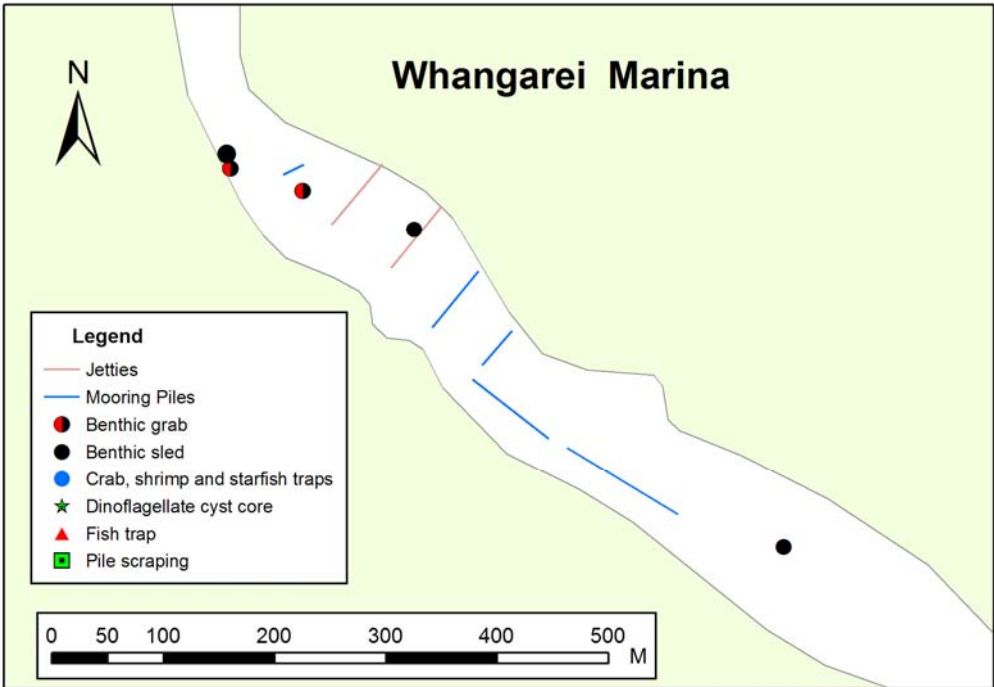 Whangarei Marina
N
Legend
Jetties
Mooring Piles
Benthic grab
Benthic sled
Crab, shrimp and starfish traps
Dinoflagellate cyst core
Fish trap
Pile scraping
0 50 100 200 300 400 500 M